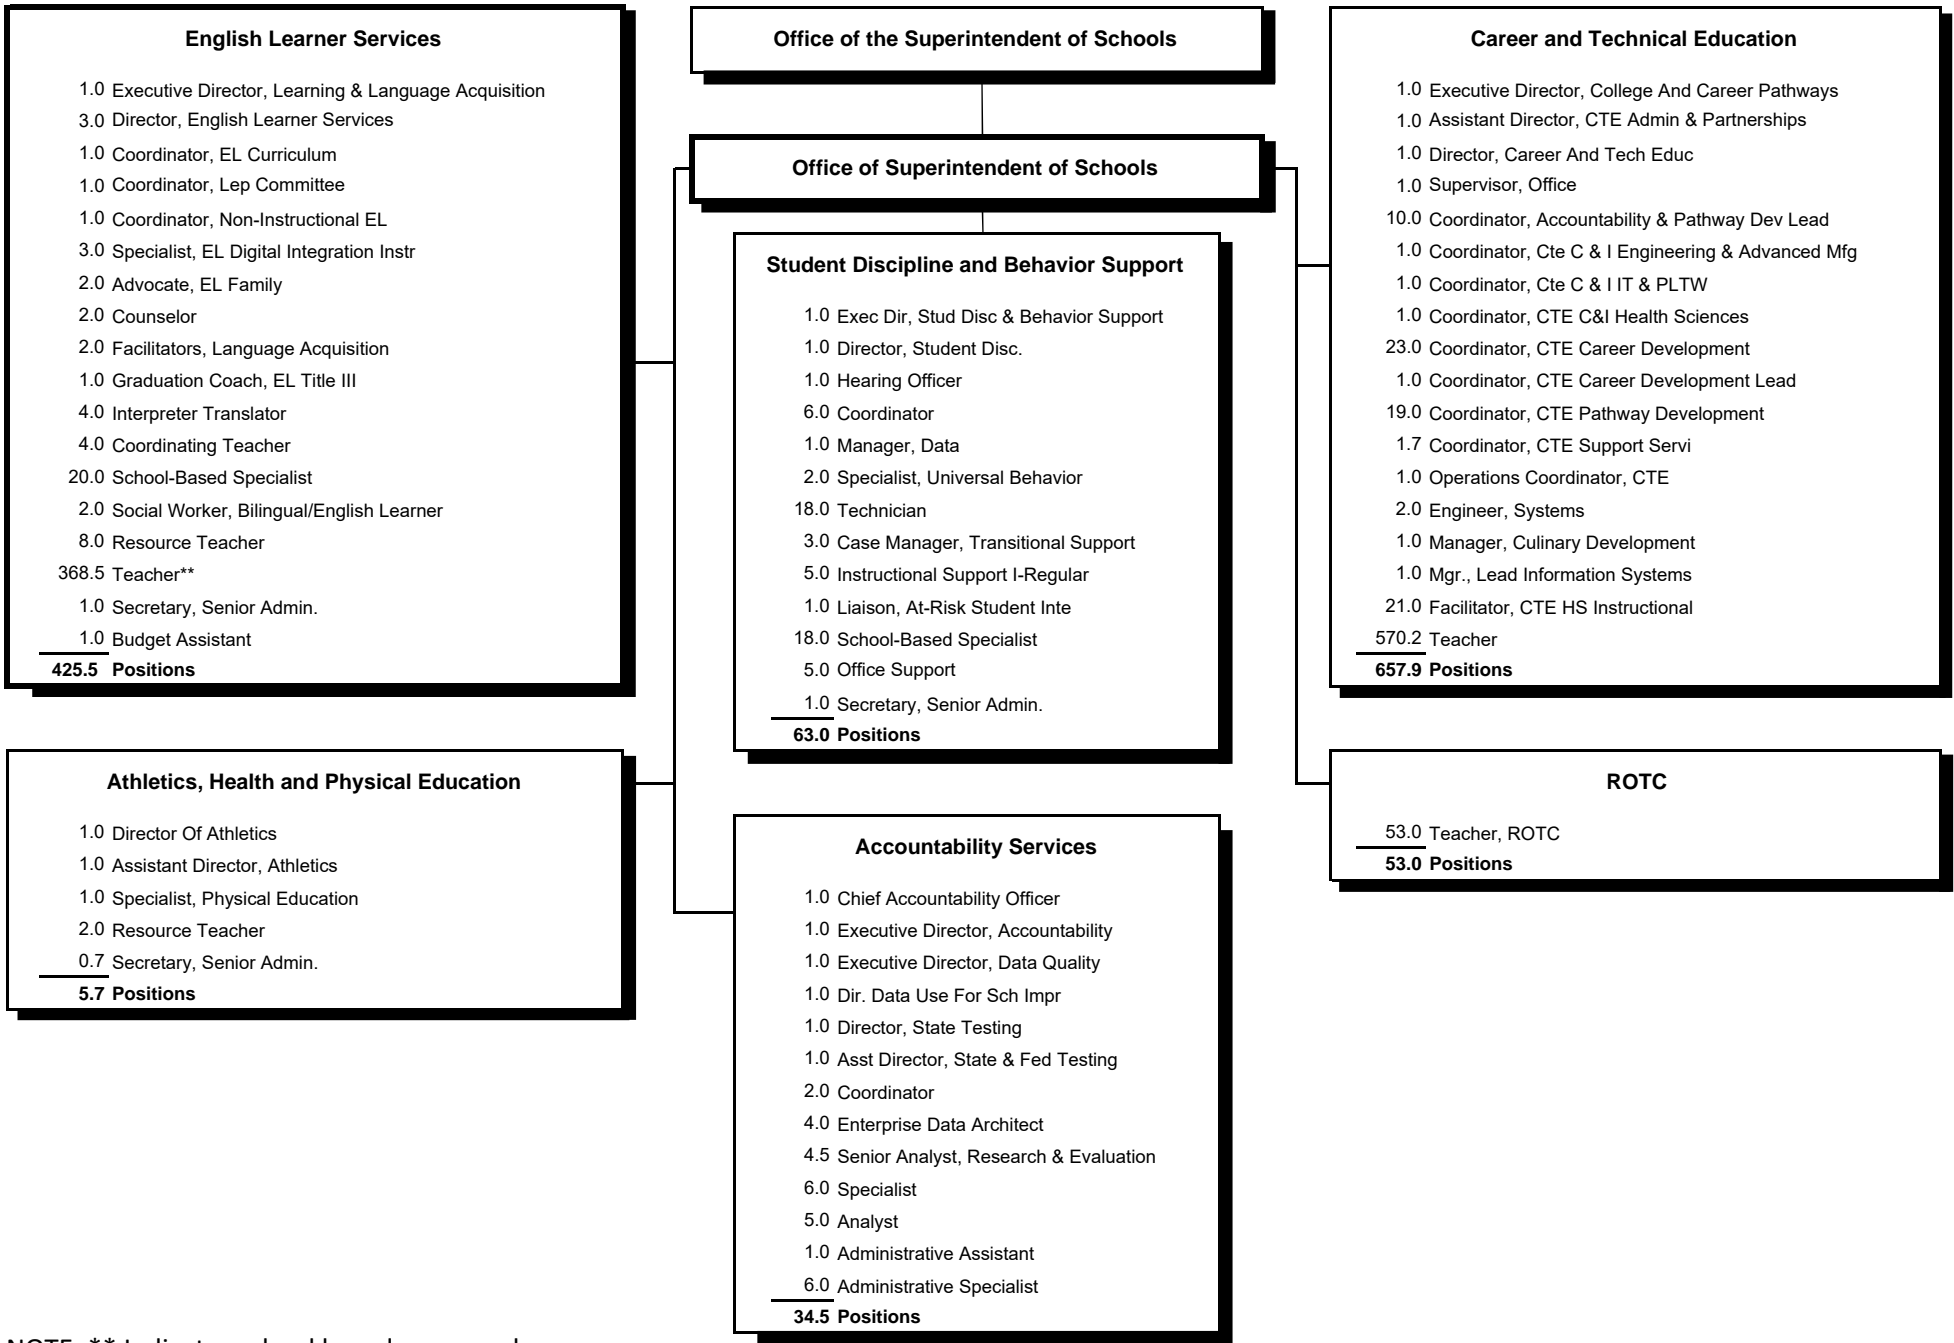 Office of the Superintendent of Schools
Office of Superintendent of Schools
English Learner Services
1.0 Executive Director, Learning & Language Acquisition
3.0 Director, English Learner Services
1.0 Coordinator, EL Curriculum
1.0 Coordinator, Lep Committee
1.0 Coordinator, Non-Instructional EL
3.0 Specialist, EL Digital Integration Instr
2.0 Advocate, EL Family
2.0 Counselor
2.0 Facilitators, Language Acquisition
1.0 Graduation Coach, EL Title III
4.0 Interpreter Translator
4.0 Coordinating Teacher
20.0 School-Based Specialist
2.0 Social Worker, Bilingual/English Learner
8.0 Resource Teacher
368.5 Teacher**
1.0 Secretary, Senior Admin.
1.0 Budget Assistant
425.5 Positions
Athletics, Health and Physical Education
1.0 Director Of Athletics
1.0 Assistant Director, Athletics
1.0 Specialist, Physical Education
2.0 Resource Teacher
0.7 Secretary, Senior Admin.
5.7 Positions
Student Discipline and Behavior Support
1.0 Exec Dir, Stud Disc & Behavior Support
1.0 Director, Student Disc.
1.0 Hearing Officer
6.0 Coordinator
1.0 Manager, Data
2.0 Specialist, Universal Behavior
18.0 Technician
3.0 Case Manager, Transitional Support
5.0 Instructional Support I-Regular
1.0 Liaison, At-Risk Student Inte
18.0 School-Based Specialist
5.0 Office Support
1.0 Secretary, Senior Admin.
63.0 Positions
Accountability Services
1.0 Chief Accountability Officer
1.0 Executive Director, Accountability
1.0 Executive Director, Data Quality
1.0 Dir. Data Use For Sch Impr
1.0 Director, State Testing
1.0 Asst Director, State & Fed Testing
2.0 Coordinator
4.0 Enterprise Data Architect
4.5 Senior Analyst, Research & Evaluation
6.0 Specialist
5.0 Analyst
1.0 Administrative Assistant
6.0 Administrative Specialist
34.5 Positions
Career and Technical Education
1.0 Executive Director, College And Career Pathways
1.0 Assistant Director, CTE Admin & Partnerships
1.0 Director, Career And Tech Educ
1.0 Supervisor, Office
10.0 Coordinator, Accountability & Pathway Dev Lead
1.0 Coordinator, Cte C & I Engineering & Advanced Mfg
1.0 Coordinator, Cte C & I IT & PLTW
1.0 Coordinator, CTE C&I Health Sciences
23.0 Coordinator, CTE Career Development
1.0 Coordinator, CTE Career Development Lead
19.0 Coordinator, CTE Pathway Development
1.7 Coordinator, CTE Support Servi
1.0 Operations Coordinator, CTE
2.0 Engineer, Systems
1.0 Manager, Culinary Development
1.0 Mgr., Lead Information Systems
21.0 Facilitator, CTE HS Instructional
570.2 Teacher
657.9 Positions
ROTC
53.0 Teacher, ROTC
53.0 Positions